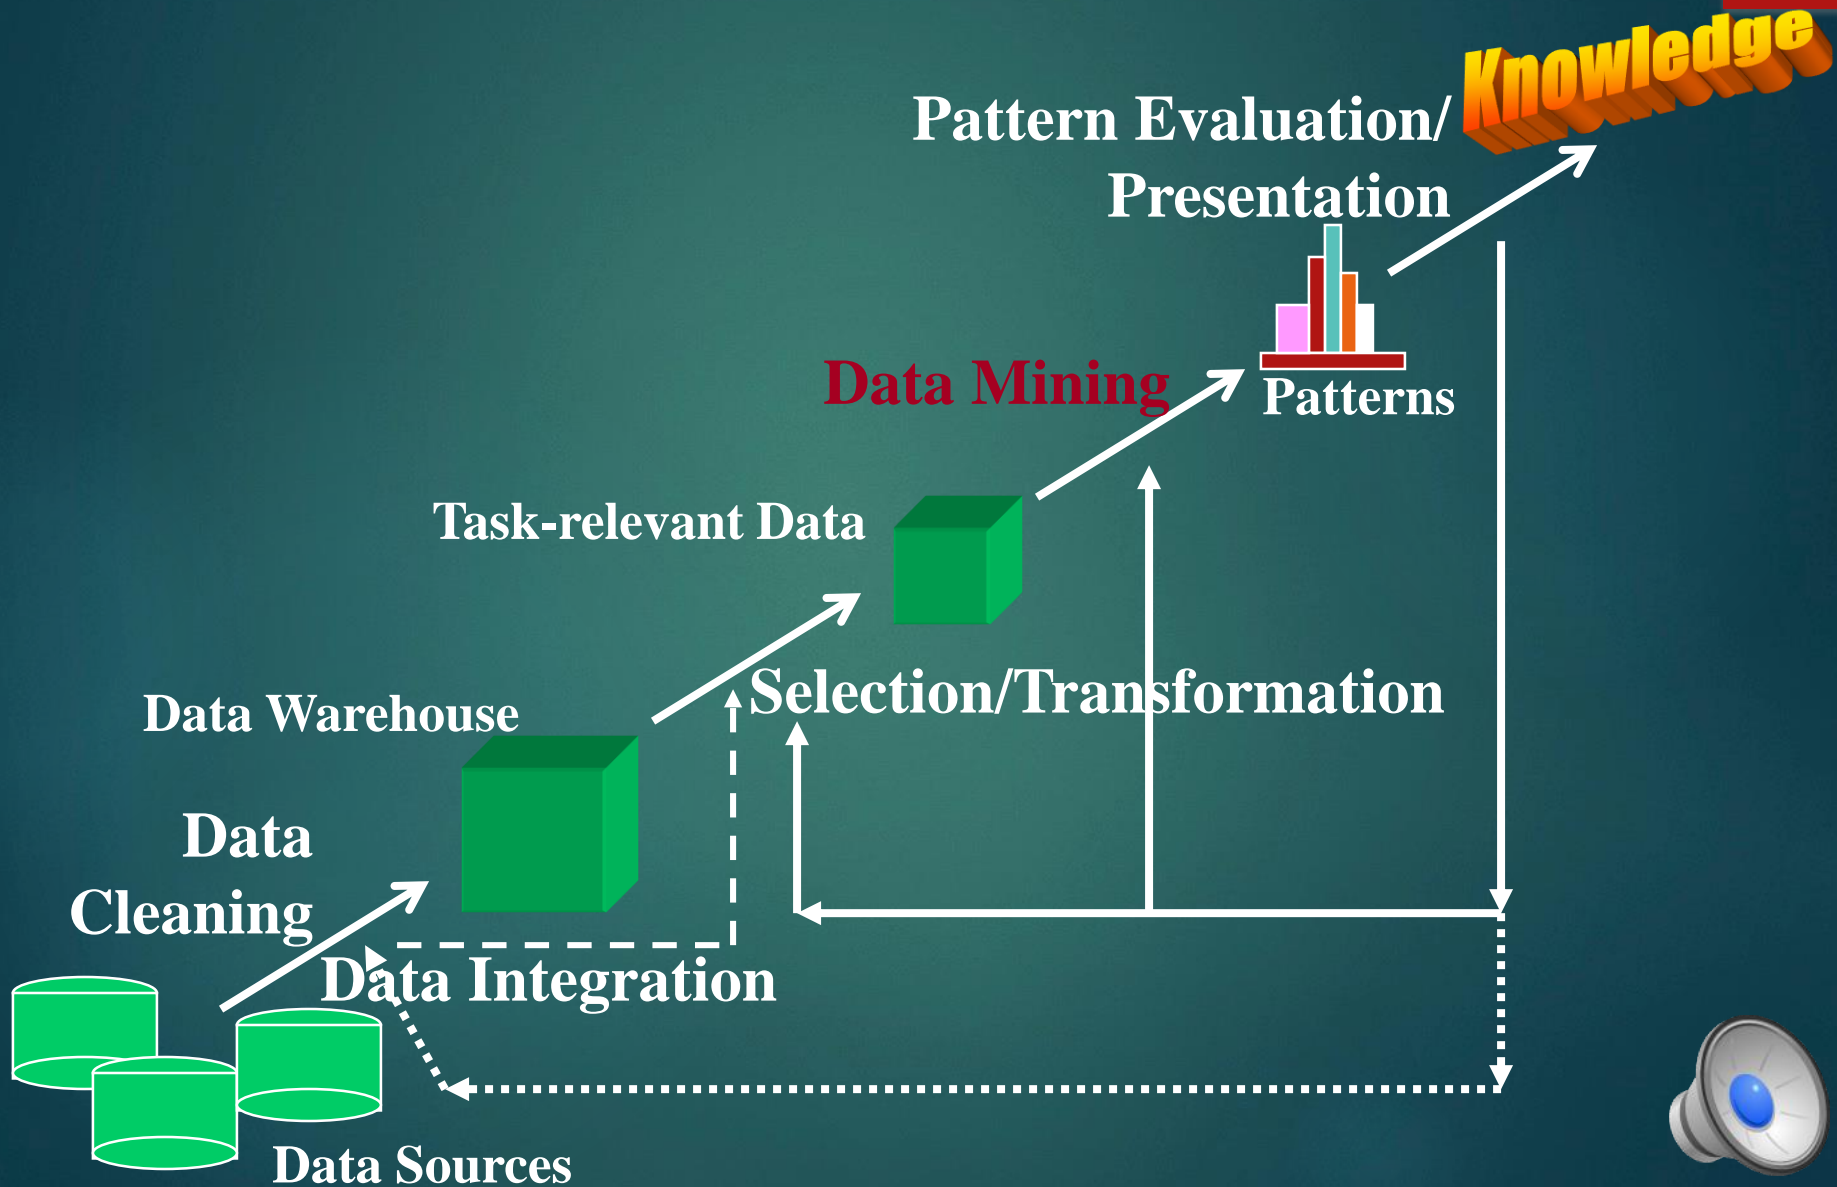 Knowledge
Pattern Evaluation/
Presentation
Data Mining
Patterns
Task-relevant Data
Selection/Transformation
Data Warehouse
Data
Cleaning
Data Integration
Data Sources